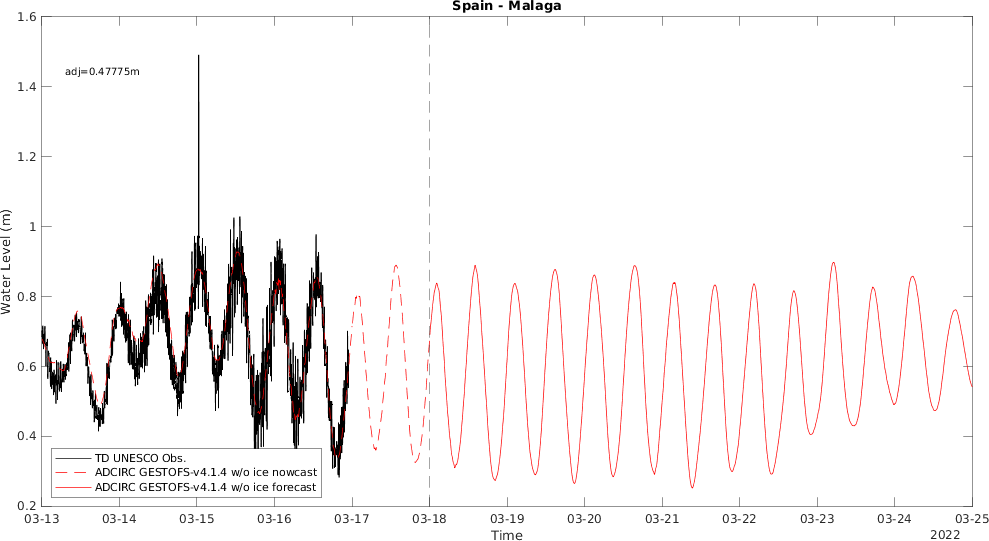 Spain - Malaga
1.6
1.4
1.2
1
0.8
0.6
0.4
0.2
Water Level (m)
adj=0.47775m
TD UNESCO Obs.
ADCIRC GESTOFS-v4.1.4 w/o ice nowcast
ADCIRC GESTOFS-v4.1.4 w/o ice forecast
03-13 03-14 03-15 03-16 03-17 03-18 03-19 03-20 03-21 03-22 03-23 03-24 03-25
Time
2022